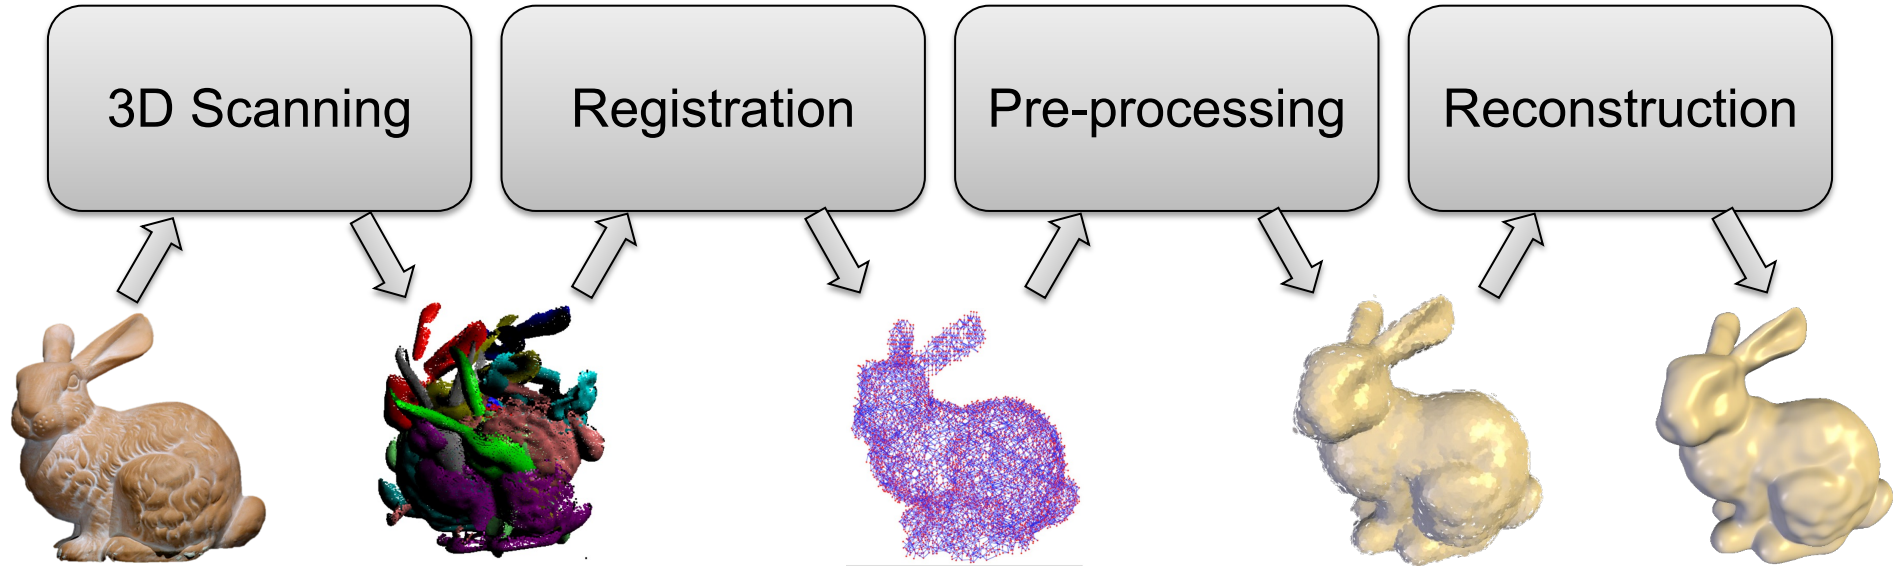 3D Scanning
Registration
Pre-processing
Reconstruction